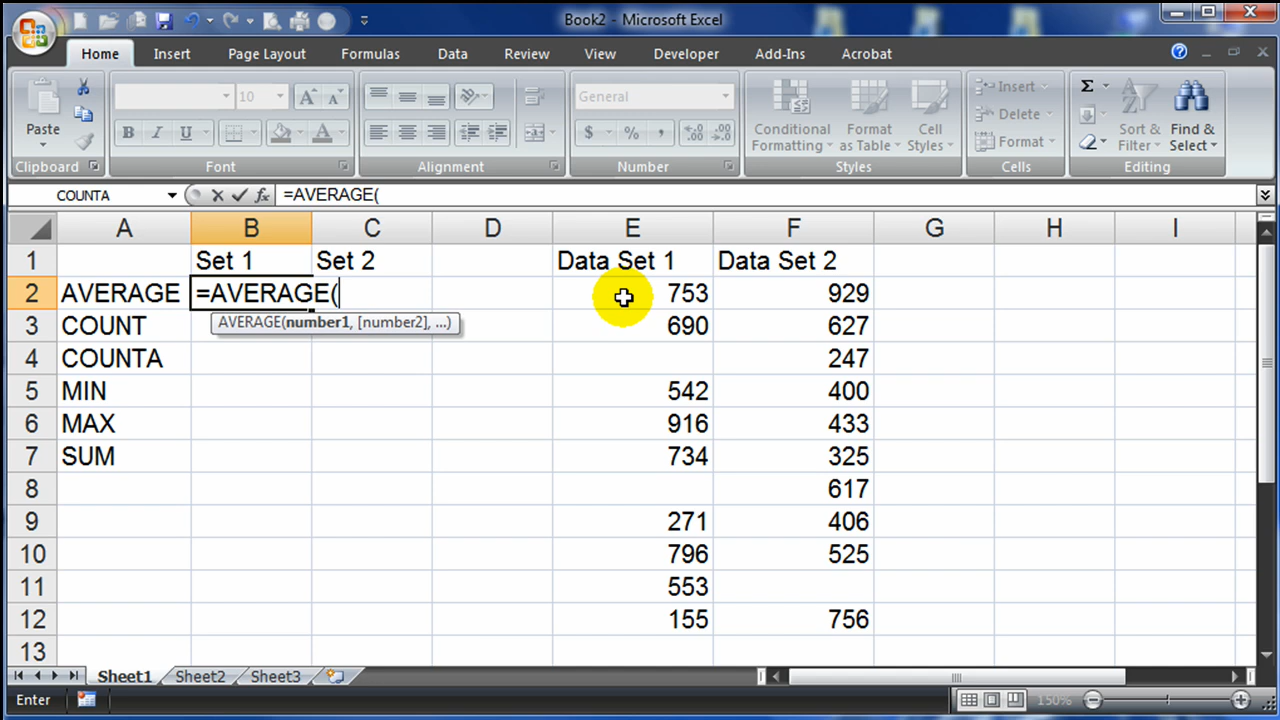 Book2 - Microsoft Excel
Home Insert Page Layout Formulas Data Review View Developer Add-Ins Acrobat
Paste
Clipboard
10
B I U
Font
Alignment
General
$ % ,
Number
Conditional Formatting
Format as Table
Cell Styles
Styles
Insert
Delete
Format
Cells
Σ
Sort & Filter
Find & Select
Editing
COUNTA fx =AVERAGE(
A B C D E F G H I
1 Set 1 Set 2 Data Set 1 Data Set 2
2 AVERAGE =AVERAGE( 753 929
AVERAGE(number1, [number2], ...)
3 COUNT 690 627
4 COUNTA 247
5 MIN 542 400
6 MAX 916 433
7 SUM 734 325
8 617
9 271 406
10 796 525
11 553
12 155 756
13
Sheet1 Sheet2 Sheet3
Enter 150%